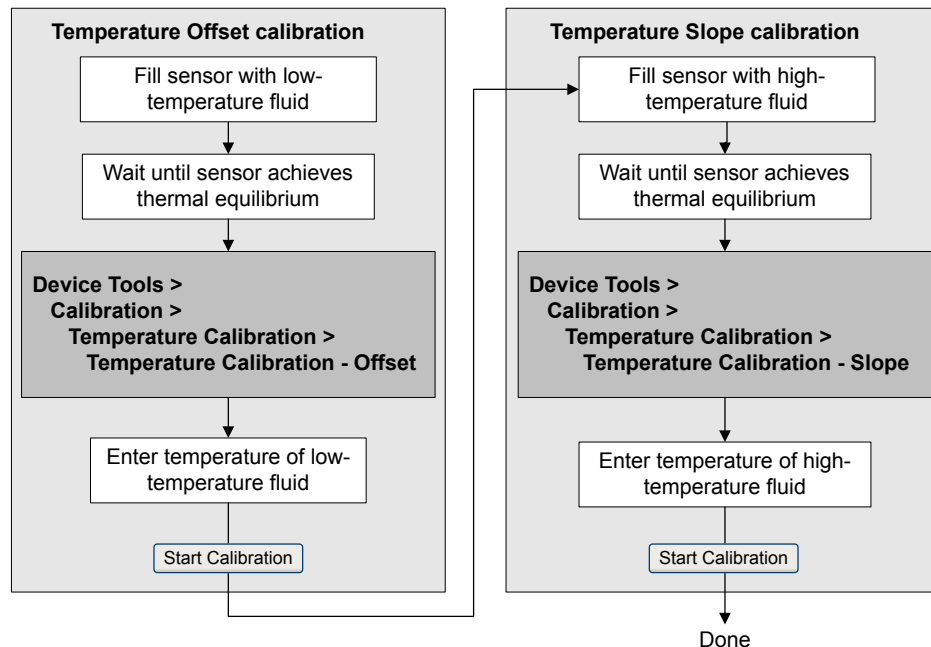 Temperature Offset calibration
Fill sensor with low-
temperature fluid
Wait until sensor achieves
thermal equilibrium
Device Tools >
Calibration >
Temperature Calibration >
Temperature Calibration - Offset
Enter temperature of low-
temperature fluid
Start Calibration
Temperature Slope calibration
Fill sensor with high-
temperature fluid
Wait until sensor achieves
thermal equilibrium
Device Tools >
Calibration >
Temperature Calibration >
Temperature Calibration - Slope
Enter temperature of high-
temperature fluid
Start Calibration
Done